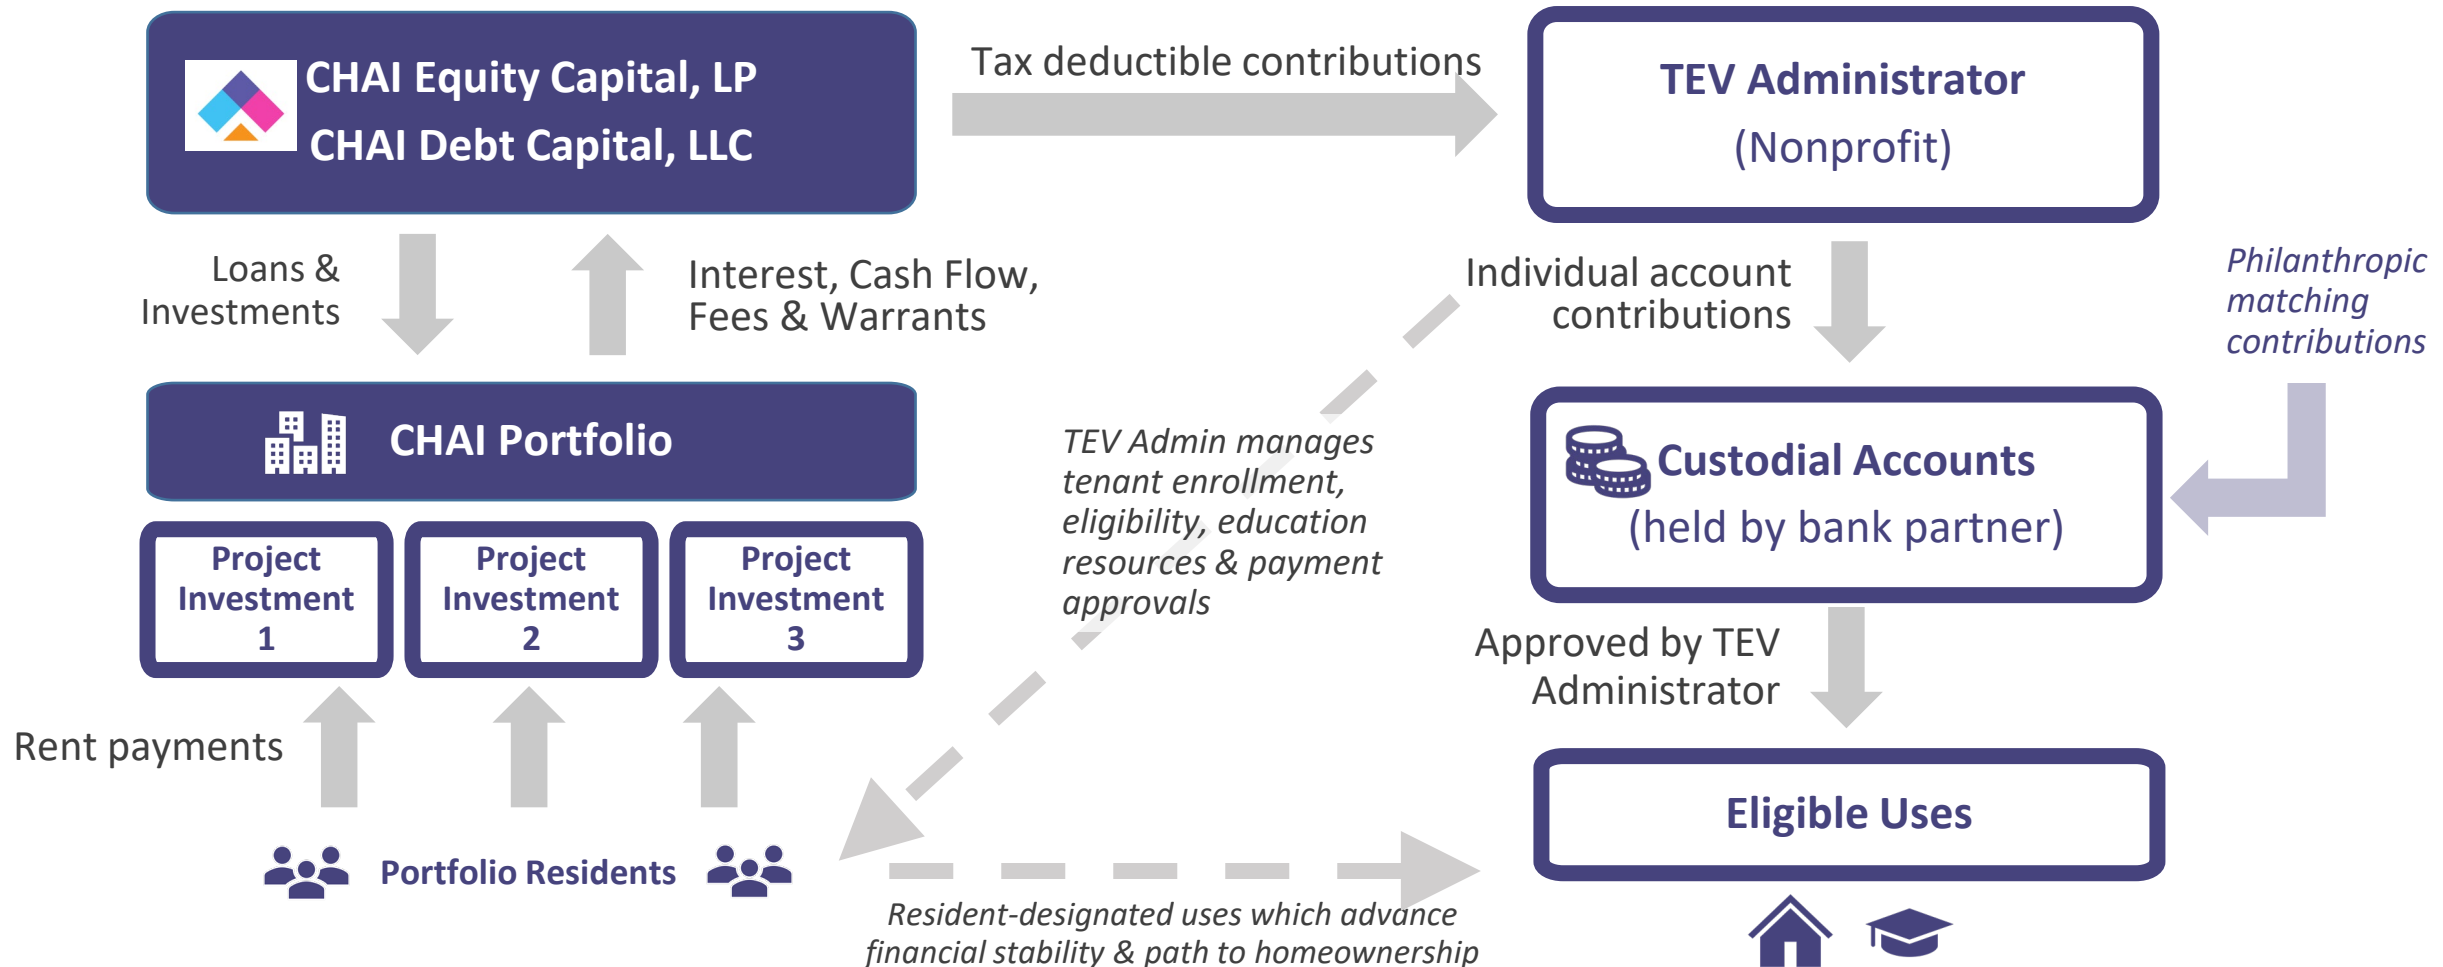 CHAI Equity Capital, LP
CHAI Debt Capital, LLC
Tax deductible contributions
TEV Administrator
(Nonprofit)
Loans &
Investments
Interest, Cash Flow,
Fees & Warrants
Individual account
contributions
Philanthropic
matching
contributions
CHAI Portfolio
TEV Admin manages
tenant enrollment,
eligibility, education
resources & payment
approvals
Custodial Accounts
(held by bank partner)
Project
Investment
1
Project
Investment
2
Project
Investment
3
Approved by TEV
Administrator
Rent payments
Eligible Uses
Portfolio Residents
Resident-designated uses which advance
financial stability & path to homeownership